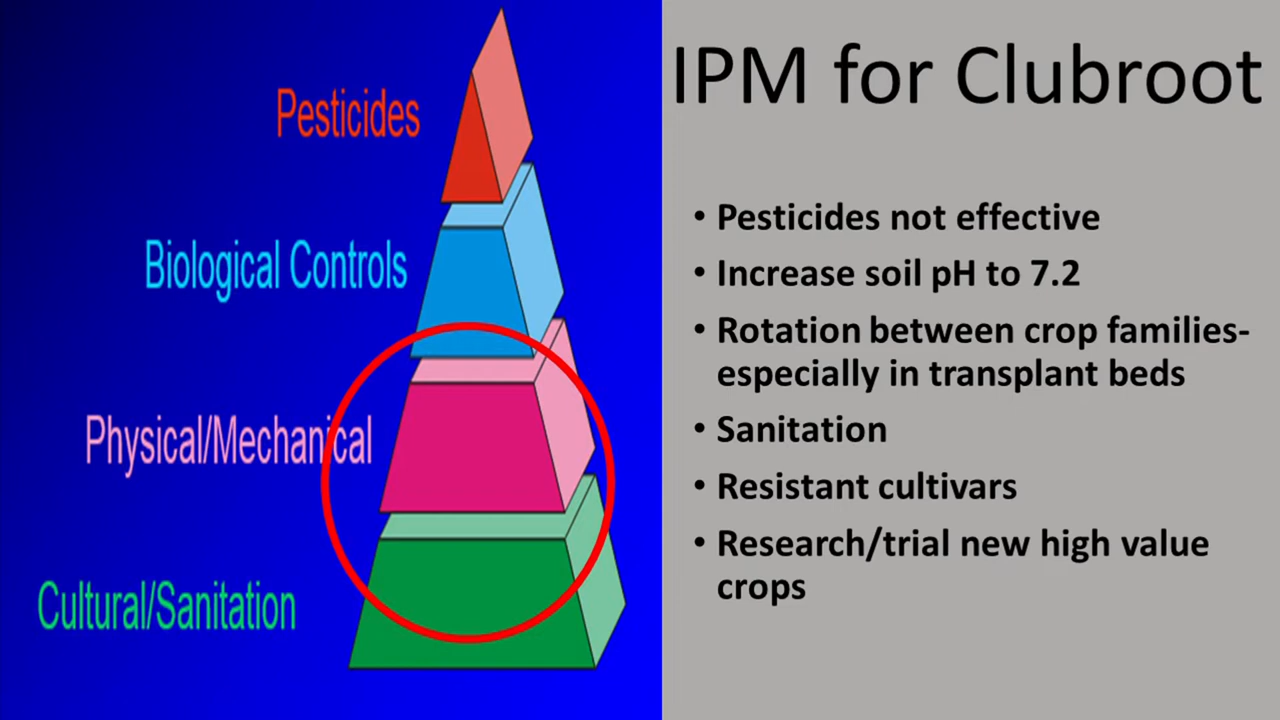 Pesticides
Biological Controls
Physical/Mechanical
Cultural/Sanitation
IPM for Clubroot
• Pesticides not effective
• Increase soil pH to 7.2
• Rotation between crop families-
especially in transplant beds
• Sanitation
• Resistant cultivars
• Research/trial new high value
crops